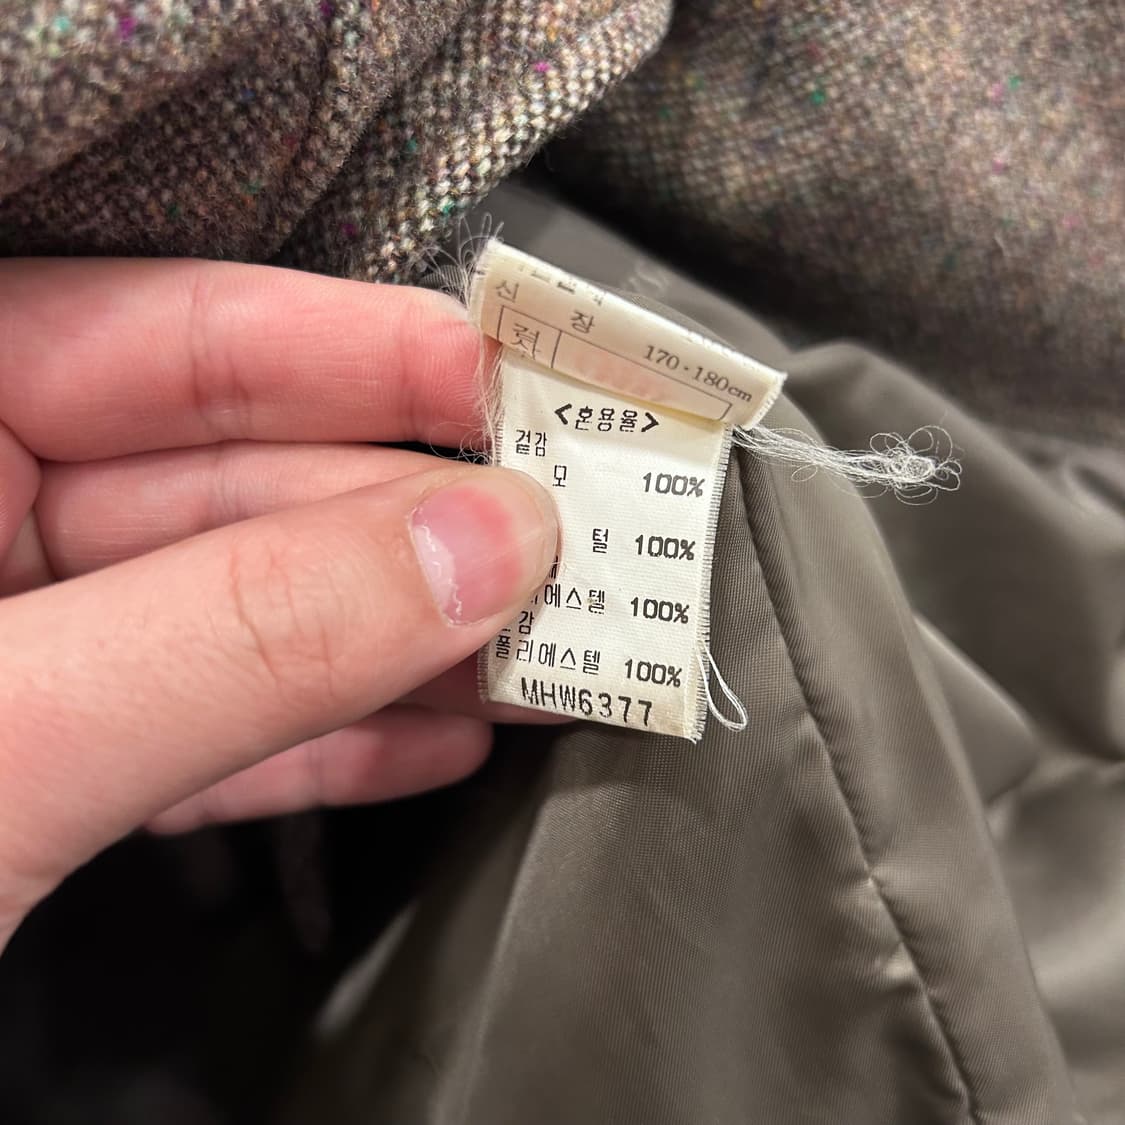 신 장
170·180cm
<혼용율>
겉감
모 100%
털 100%
에스텔 100%
감
폴리에스텔 100%
MHW6377